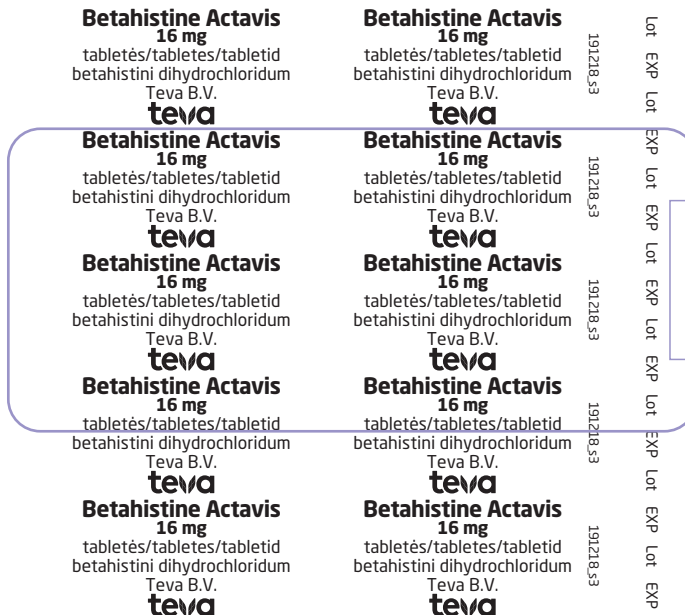 Betahistine Actavis
16 mg
tabletės/tabletes/tabletid
betahistini dihydrochloridum
Teva B.V.
teva
Betahistine Actavis
16 mg
tabletės/tabletes/tabletid
betahistini dihydrochloridum
Teva B.V.
teva
Betahistine Actavis
16 mg
tabletės/tabletes/tabletid
betahistini dihydrochloridum
Teva B.V.
teva
Betahistine Actavis
16 mg
tabletės/tabletes/tabletid
betahistini dihydrochloridum
Teva B.V.
teva
Betahistine Actavis
16 mg
tabletės/tabletes/tabletid
betahistini dihydrochloridum
Teva B.V.
teva
Betahistine Actavis
16 mg
tabletės/tabletes/tabletid
betahistini dihydrochloridum
Teva B.V.
teva
Betahistine Actavis
16 mg
tabletės/tabletes/tabletid
betahistini dihydrochloridum
Teva B.V.
teva
Betahistine Actavis
16 mg
tabletės/tabletes/tabletid
betahistini dihydrochloridum
Teva B.V.
teva
Betahistine Actavis
16 mg
tabletės/tabletes/tabletid
betahistini dihydrochloridum
Teva B.V.
teva
Betahistine Actavis
16 mg
tabletės/tabletes/tabletid
betahistini dihydrochloridum
Teva B.V.
teva
191218_s3
191218_s3
191218_s3
191218_s3
191218_s3
Lot EXP Lot EXP Lot EXP Lot EXP Lot EXP Lot EXP Lot EXP Lot EXP